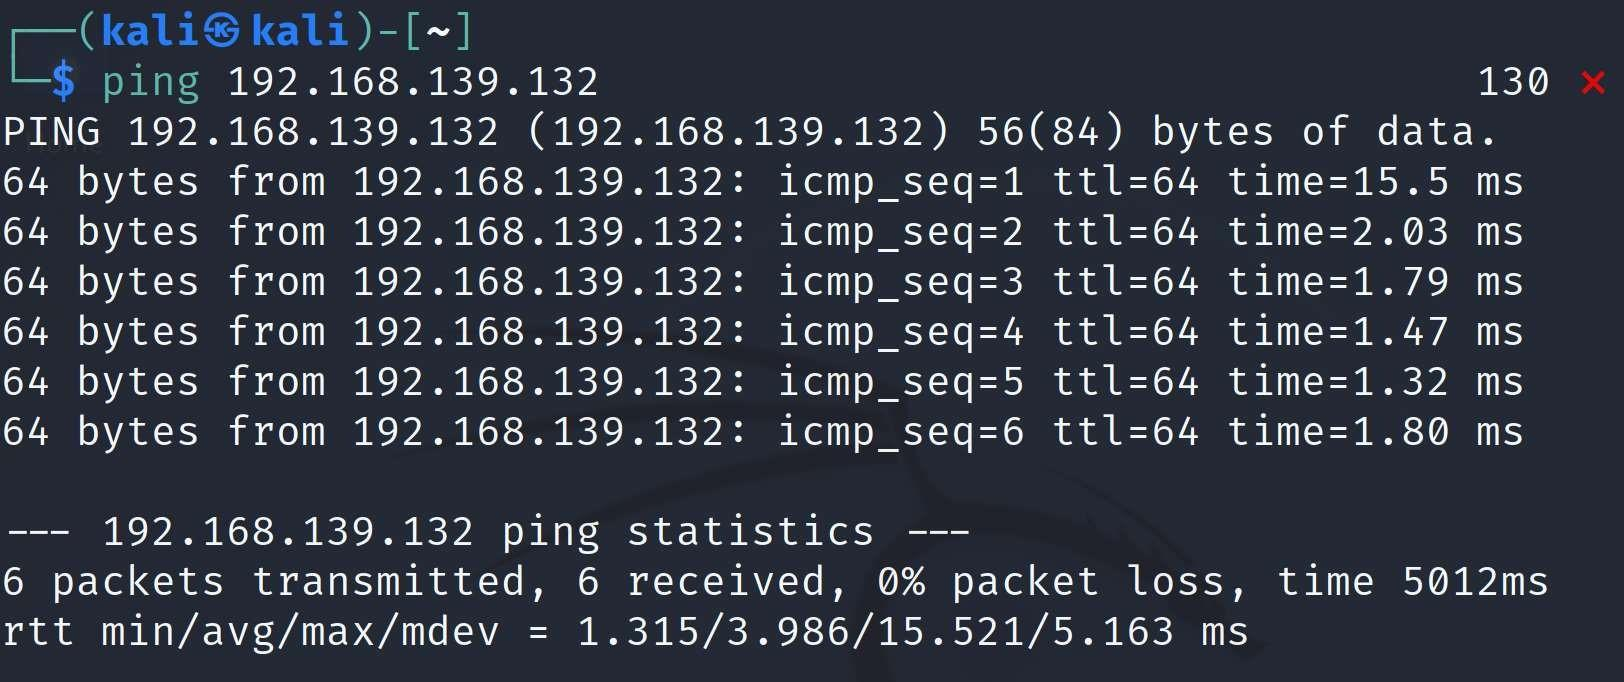 ┌──(kali㉿kali)-[~]
└─$ ping 192.168.139.132 130 ⨯
PING 192.168.139.132 (192.168.139.132) 56(84) bytes of data.
64 bytes from 192.168.139.132: icmp_seq=1 ttl=64 time=15.5 ms
64 bytes from 192.168.139.132: icmp_seq=2 ttl=64 time=2.03 ms
64 bytes from 192.168.139.132: icmp_seq=3 ttl=64 time=1.79 ms
64 bytes from 192.168.139.132: icmp_seq=4 ttl=64 time=1.47 ms
64 bytes from 192.168.139.132: icmp_seq=5 ttl=64 time=1.32 ms
64 bytes from 192.168.139.132: icmp_seq=6 ttl=64 time=1.80 ms
--- 192.168.139.132 ping statistics ---
6 packets transmitted, 6 received, 0% packet loss, time 5012ms
rtt min/avg/max/mdev = 1.315/3.986/15.521/5.163 ms